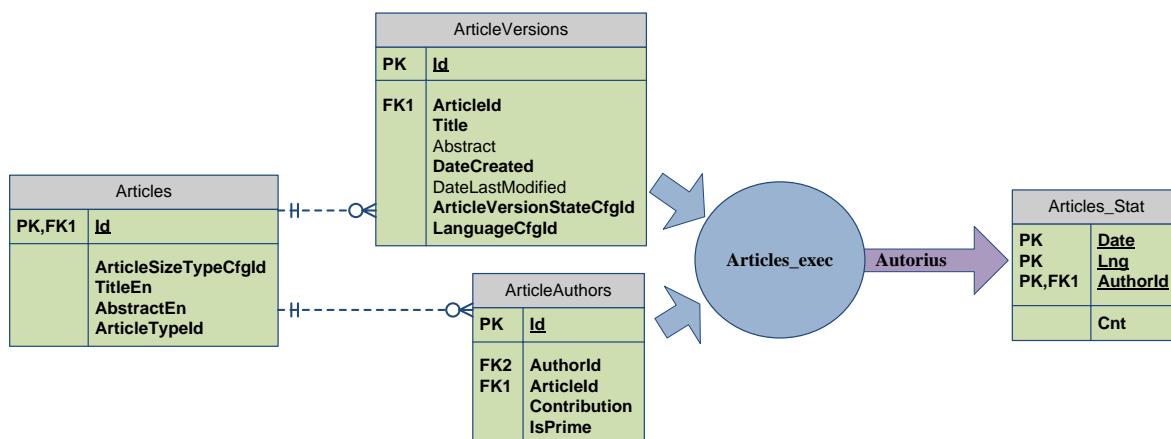 ArticleVersions
PK Id
FK1 ArticleId
Title
Abstract
DateCreated
DateLastModified
ArticleVersionStateCfgId
LanguageCfgId
Articles
PK,FK1 Id
ArticleSizeTypeCfgId
TitleEn
AbstractEn
ArticleTypeId
ArticleAuthors
PK Id
FK2 AuthorId
FK1 ArticleId
Contribution
IsPrime
Articles_exec
Autorius
Articles_Stat
PK Date
PK Lng
PK,FK1 AuthorId
Cnt